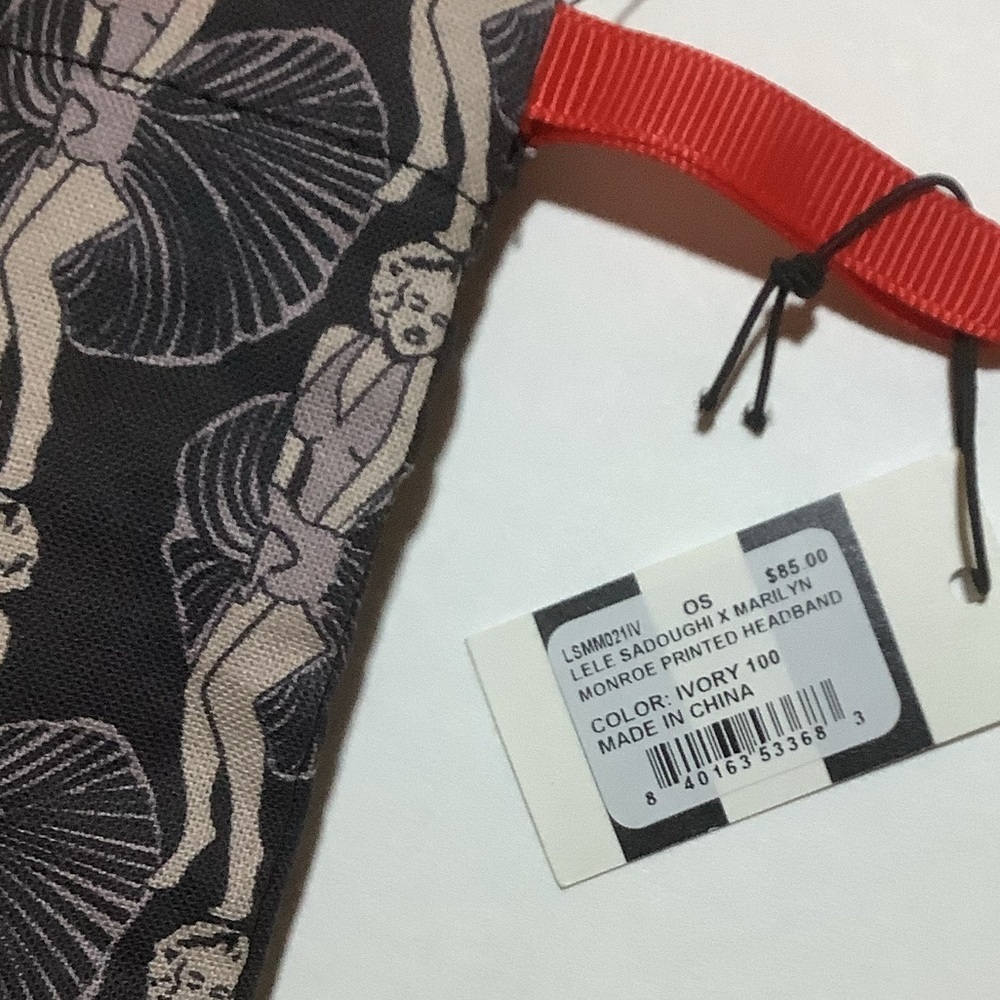 $85.00
OS
LSMM021IV
LELE SADOUGHI X MARILYN
MONROE PRINTED HEADBAND
COLOR: IVORY 100
MADE IN CHINA
8 40163 53368 3